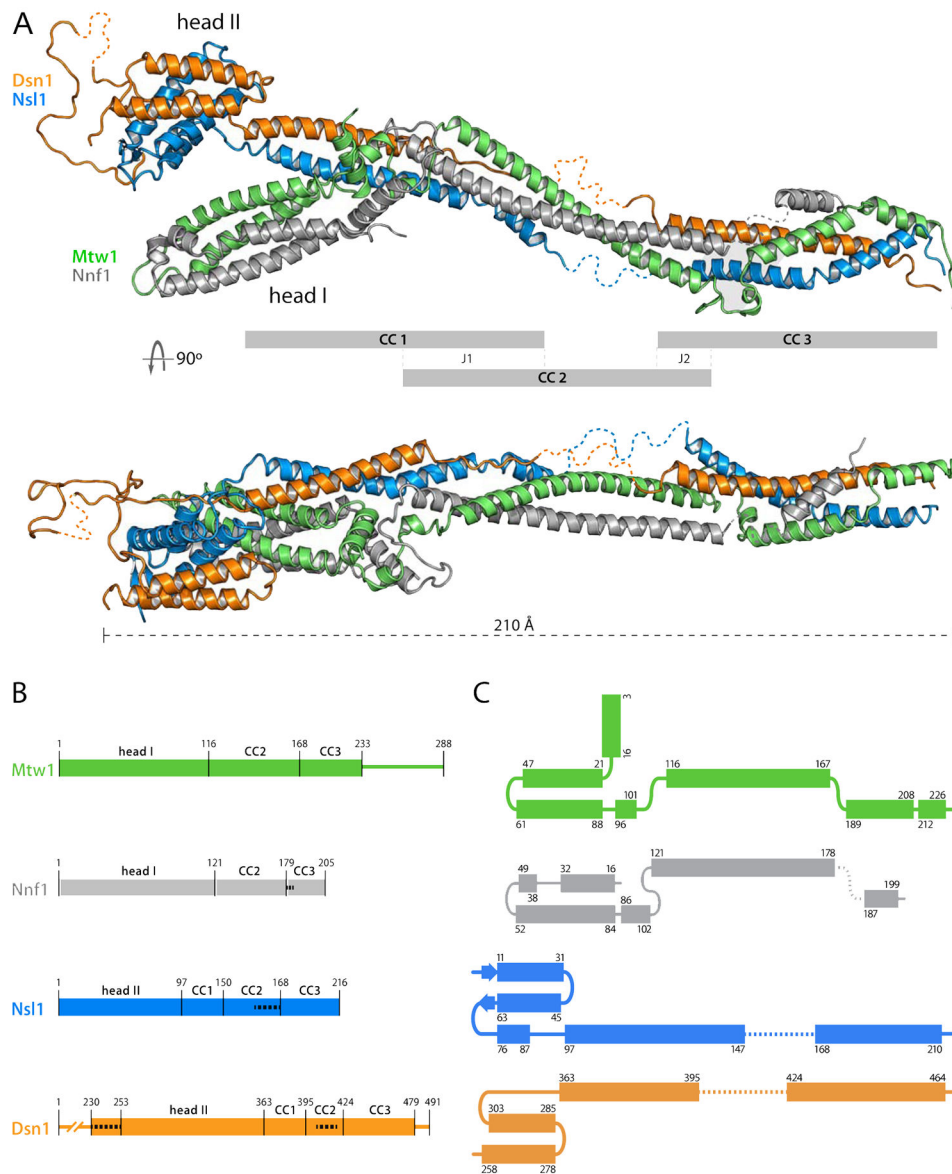 A
head II
Dsn1
Nsl1
Mtw1
Nnf1
head I
90º
CC 1
CC 3
J1
J2
CC 2
210 Å
B
1 116 168 233 288
head I CC2 CC3
Mtw1
1 121 179 205
head I CC2 CC3
Nnf1
1 97 150 168 216
head II CC1 CC2 CC3
Nsl1
1 230 253 363 395 424 479 491
head II CC1 CC2 CC3
Dsn1
C
3
16
47 21 116 167
101 208 226
61 88 96 189 212
121 178
49 32 16
38 86 199
52 84 102 187
11 31
63 45
76 87 97 147 168 210
363 395 424 464
303 285
258 278